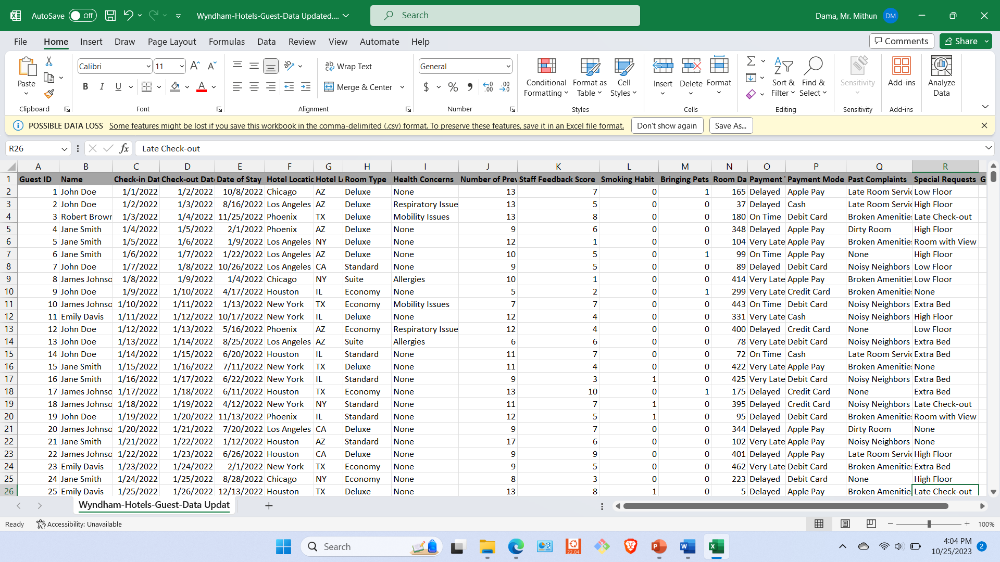 AutoSave Off Wyndham-Hotels-Guest-Data Updated.... Search Dama, Mr. Mithun DM
File Home Insert Draw Page Layout Formulas Data Review View Automate Help Comments Share
Paste Calibri 11 Wrap Text General Conditional Formatting Format as Table Cell Styles Insert Delete Format Sort & Filter Find & Select Sensitivity Add-ins Analyze Data
B I U A Merge & Center $ %
Clipboard Font Alignment Number Styles Cells Editing Sensitivity Add-ins
POSSIBLE DATA LOSS Some features might be lost if you save this workbook in the comma-delimited (.csv) format. To preserve these features, save it in an Excel file format. Don't show again Save As...
R26 fx Late Check-out
A B C D E F G H I J K L M N O P Q R
1 Guest ID Name Check-in Dat Check-out Dat Date of Stay Hotel Locatic Hotel L Room Type Health Concerns Number of Prev Staff Feedback Score Smoking Habit Bringing Pets Room Da Payment Payment Mode Past Complaints Special Requests G
2 1 John Doe 1/1/2022 1/2/2022 10/8/2022 Chicago AZ Deluxe None 13 7 0 1 165 Delayed Apple Pay Late Room Servic Low Floor
3 2 John Doe 1/2/2022 1/3/2022 8/16/2022 Los Angeles AZ Deluxe Respiratory Issue 13 5 0 0 37 Delayed Cash Late Room Servic High Floor
4 3 Robert Brown 1/3/2022 1/4/2022 11/25/2022 Phoenix TX Deluxe Mobility Issues 13 8 0 0 180 On Time Debit Card Broken Amenities Late Check-out
5 4 Jane Smith 1/4/2022 1/5/2022 2/1/2022 Phoenix AZ Deluxe None 9 6 0 0 348 Delayed Apple Pay Dirty Room High Floor
6 5 Jane Smith 1/5/2022 1/6/2022 1/9/2022 Los Angeles NY Deluxe None 12 1 0 0 104 Very Late Apple Pay Broken Amenities Room with View
7 6 Jane Smith 1/6/2022 1/7/2022 1/22/2022 Los Angeles AZ Deluxe None 10 5 0 1 99 On Time Apple Pay None High Floor
8 7 John Doe 1/7/2022 1/8/2022 10/26/2022 Los Angeles CA Standard None 9 5 0 0 89 Delayed Debit Card Noisy Neighbors Low Floor
9 8 James Johnso 1/8/2022 1/9/2022 1/4/2022 Chicago NY Suite Allergies 10 1 0 0 414 Very Late Apple Pay Broken Amenities Low Floor
10 9 John Doe 1/9/2022 1/10/2022 4/17/2022 Houston IL Economy None 5 2 0 1 299 Very Late Credit Card Broken Amenities None
11 10 James Johnso 1/10/2022 1/11/2022 1/13/2022 New York TX Economy Mobility Issues 7 7 0 0 443 On Time Debit Card Noisy Neighbors Extra Bed
12 11 Emily Davis 1/11/2022 1/12/2022 10/17/2022 New York IL Deluxe None 12 4 0 0 331 Very Late Cash Noisy Neighbors High Floor
13 12 John Doe 1/12/2022 1/13/2022 5/16/2022 Phoenix AZ Economy Respiratory Issue 12 4 0 0 400 Delayed Credit Card None Low Floor
14 13 John Doe 1/13/2022 1/14/2022 8/25/2022 Los Angeles AZ Suite Allergies 6 6 0 0 78 Very Late Debit Card Noisy Neighbors Extra Bed
15 14 John Doe 1/14/2022 1/15/2022 6/20/2022 Houston IL Standard None 11 7 0 0 72 On Time Cash Late Room Servic Extra Bed
16 15 Jane Smith 1/15/2022 1/16/2022 7/11/2022 New York TX Deluxe None 11 4 0 0 422 Very Late Apple Pay Broken Amenities None
17 16 Jane Smith 1/16/2022 1/17/2022 6/22/2022 New York IL Standard None 9 3 1 0 425 Very Late Debit Card Noisy Neighbors Extra Bed
18 17 James Johnso 1/17/2022 1/18/2022 6/11/2022 Houston TX Economy None 13 10 0 1 175 Delayed Credit Card None Extra Bed
19 18 James Johnso 1/18/2022 1/19/2022 4/12/2022 New York NY Standard None 11 7 1 0 395 Delayed Credit Card Noisy Neighbors Late Check-out
20 19 John Doe 1/19/2022 1/20/2022 11/13/2022 Phoenix IL Standard None 12 5 1 0 95 Delayed Debit Card Broken Amenities Room with View
21 20 James Johnso 1/20/2022 1/21/2022 7/20/2022 Los Angeles CA Deluxe None 9 7 0 0 344 Delayed Apple Pay Dirty Room None
22 21 Jane Smith 1/21/2022 1/22/2022 1/12/2022 Houston AZ Standard None 17 6 0 0 102 Very Late Apple Pay Noisy Neighbors None
23 22 James Johnso 1/22/2022 1/23/2022 6/26/2022 Houston CA Deluxe None 9 9 0 0 401 Delayed Apple Pay Late Room Servic High Floor
24 23 Emily Davis 1/23/2022 1/24/2022 2/1/2022 New York TX Economy None 9 5 0 0 462 Very Late Debit Card Broken Amenities Extra Bed
25 24 Jane Smith 1/24/2022 1/25/2022 8/28/2022 Chicago NY Economy None 8 3 0 0 223 Delayed Debit Card None High Floor
26 25 Emily Davis 1/25/2022 1/26/2022 12/13/2022 Houston TX Deluxe None 13 8 1 0 5 Delayed Apple Pay Broken Amenitie Late Check-out
Wyndham-Hotels-Guest-Data Updat
Ready Accessibility: Unavailable 100%
Search 22.04 4:04 PM
10/25/2023 2